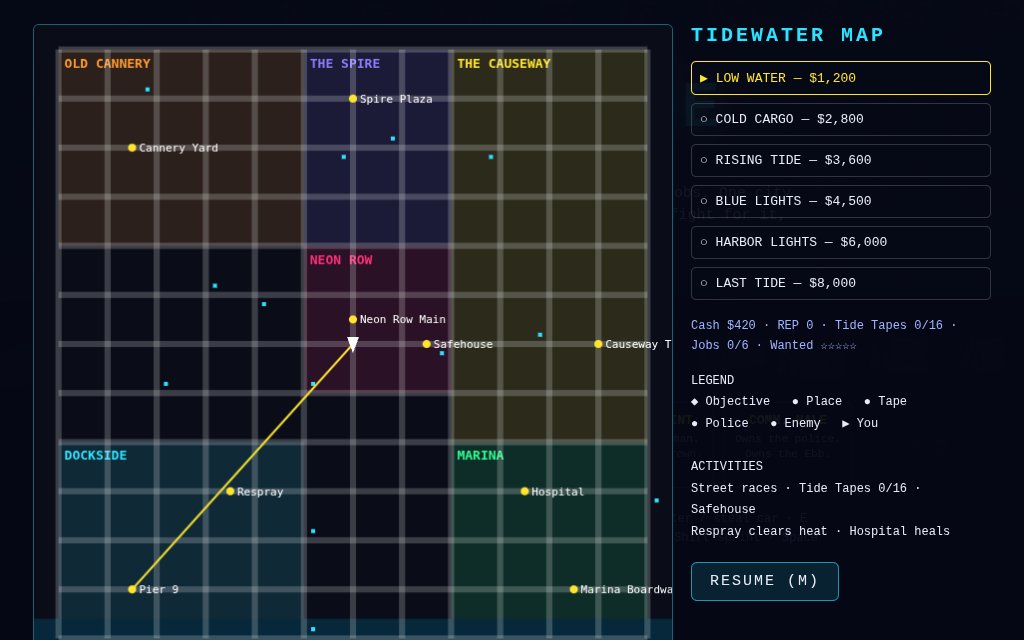 OLD CANNERY
THE SPIRE
THE CAUSEWAY
Spire Plaza
Cannery Yard
NEON ROW
Neon Row Main
Safehouse
Causeway T
DOCKSIDE
MARINA
Respray
Hospital
Pier 9
Marina Boardwa
TIDEWATER MAP
▶ LOW WATER — $1,200
○ COLD CARGO — $2,800
○ RISING TIDE — $3,600
○ BLUE LIGHTS — $4,500
○ HARBOR LIGHTS — $6,000
○ LAST TIDE — $8,000
Cash $420 · REP 0 · Tide Tapes 0/16 ·
Jobs 0/6 · Wanted ☆☆☆☆☆
LEGEND
◆ Objective ● Place ● Tape
● Police ● Enemy ▶ You
ACTIVITIES
Street races · Tide Tapes 0/16 ·
Safehouse
Respray clears heat · Hospital heals
RESUME (M)